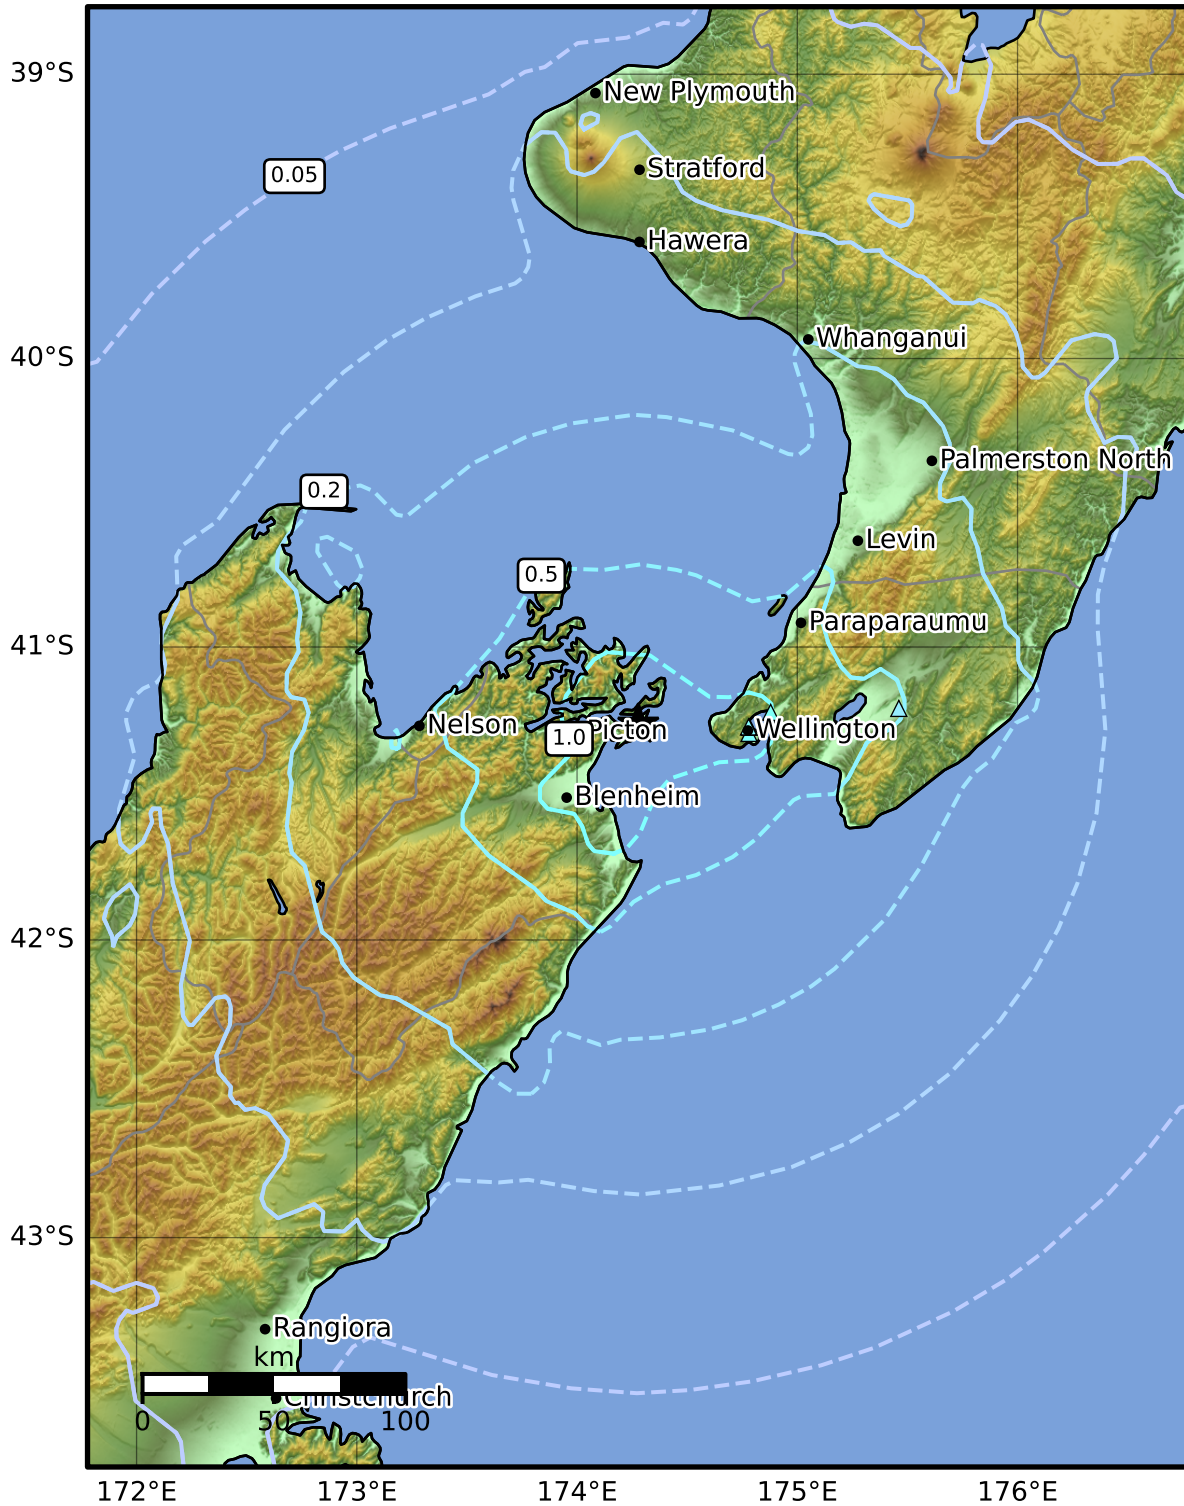 39°S
New Plymouth
Stratford
0.05
Hawera
Whanganui
40°S
Palmerston North
0.2
Levin
0.5
Paraparaumu
41°S
Nelson
Picton
Wellington
1.0
Blenheim
42°S
43°S
Rangiora
km
Christchurch
0 50 100
172°E 173°E 174°E 175°E 176°E